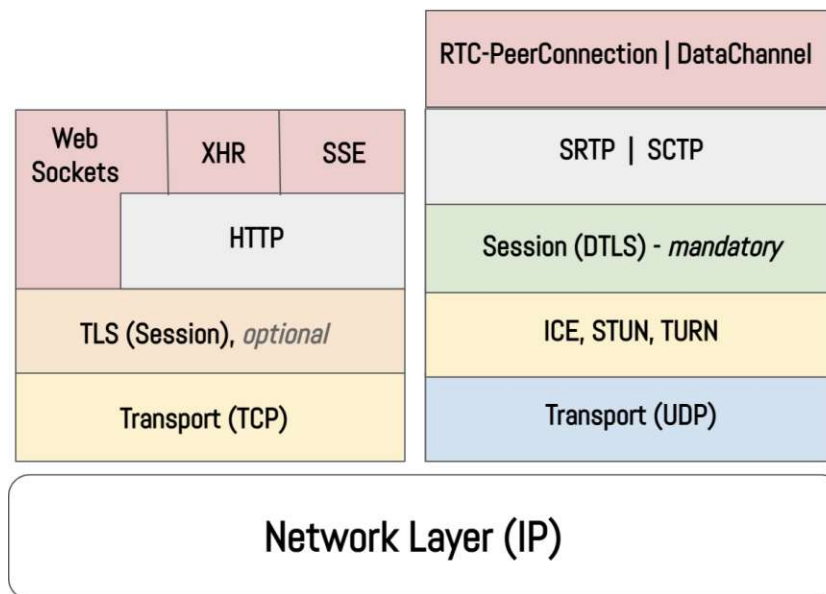 RTC-PeerConnection | DataChannel
Web
Sockets
XHR
SSE
SRTP | SCTP
HTTP
Session (DTLS) - mandatory
TLS (Session), optional
ICE, STUN, TURN
Transport (TCP)
Transport (UDP)
Network Layer (IP)